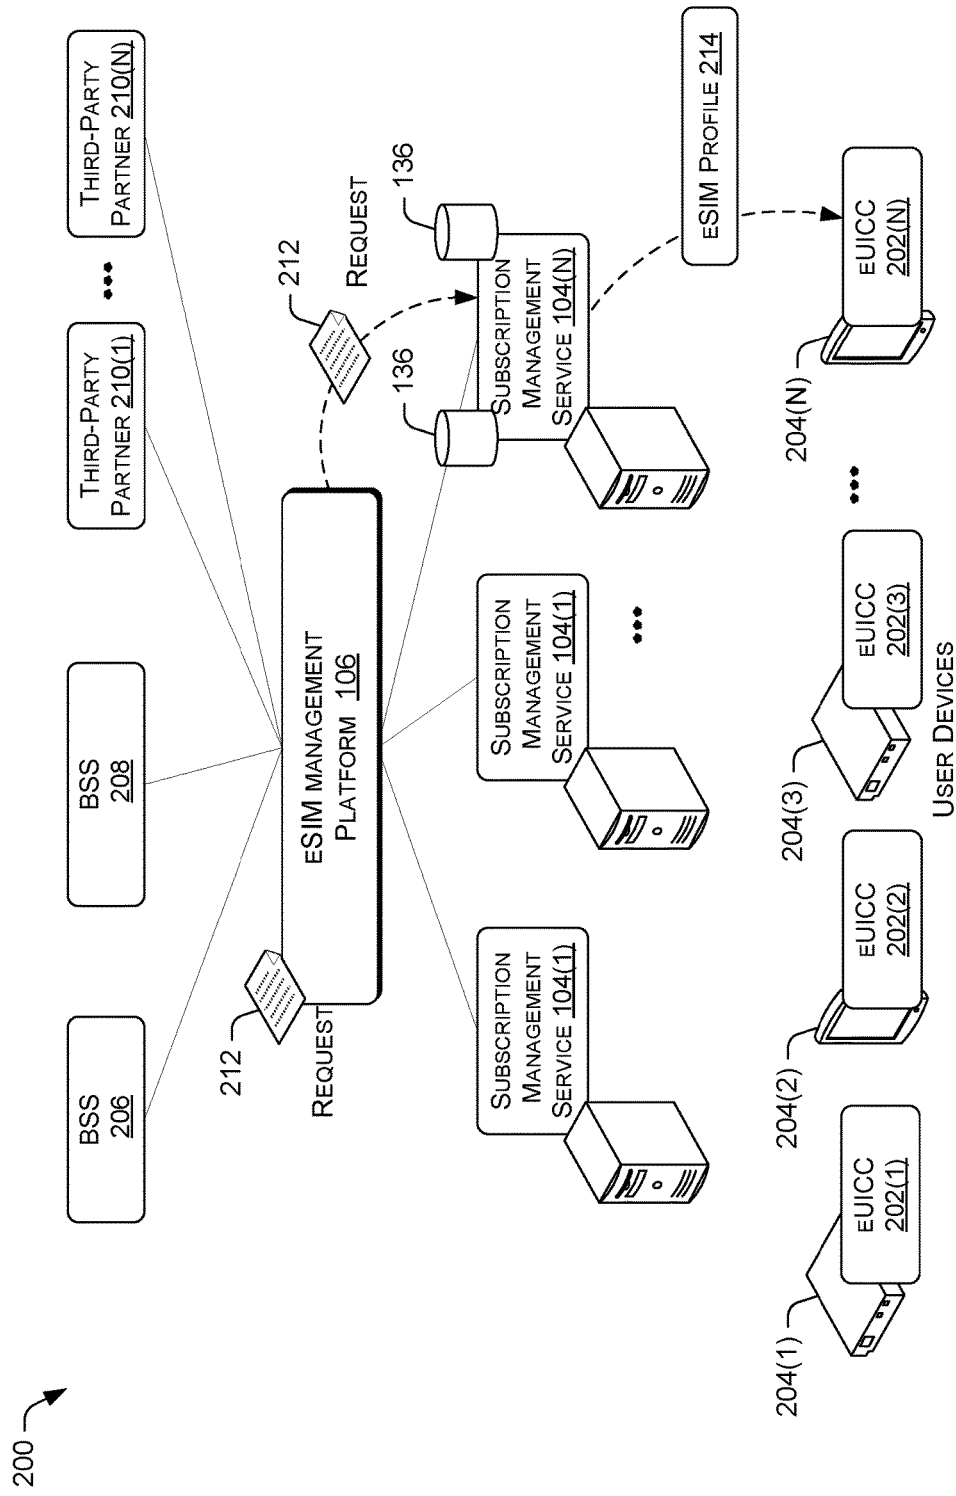 200
BSS
206
BSS
208
THIRD-PARTY
PARTNER 210(1)
•••
THIRD-PARTY
PARTNER 210(N)
212
REQUEST
ESIM MANAGEMENT
PLATFORM 106
212
REQUEST
136
136
SUBSCRIPTION
MANAGEMENT
SERVICE 104(1)
SUBSCRIPTION
MANAGEMENT
SERVICE 104(1)
•••
SUBSCRIPTION
MANAGEMENT
SERVICE 104(N)
ESIM PROFILE 214
204(1)
EUICC
202(1)
204(2)
EUICC
202(2)
204(3)
EUICC
202(3)
•••
204(N)
EUICC
202(N)
USER DEVICES